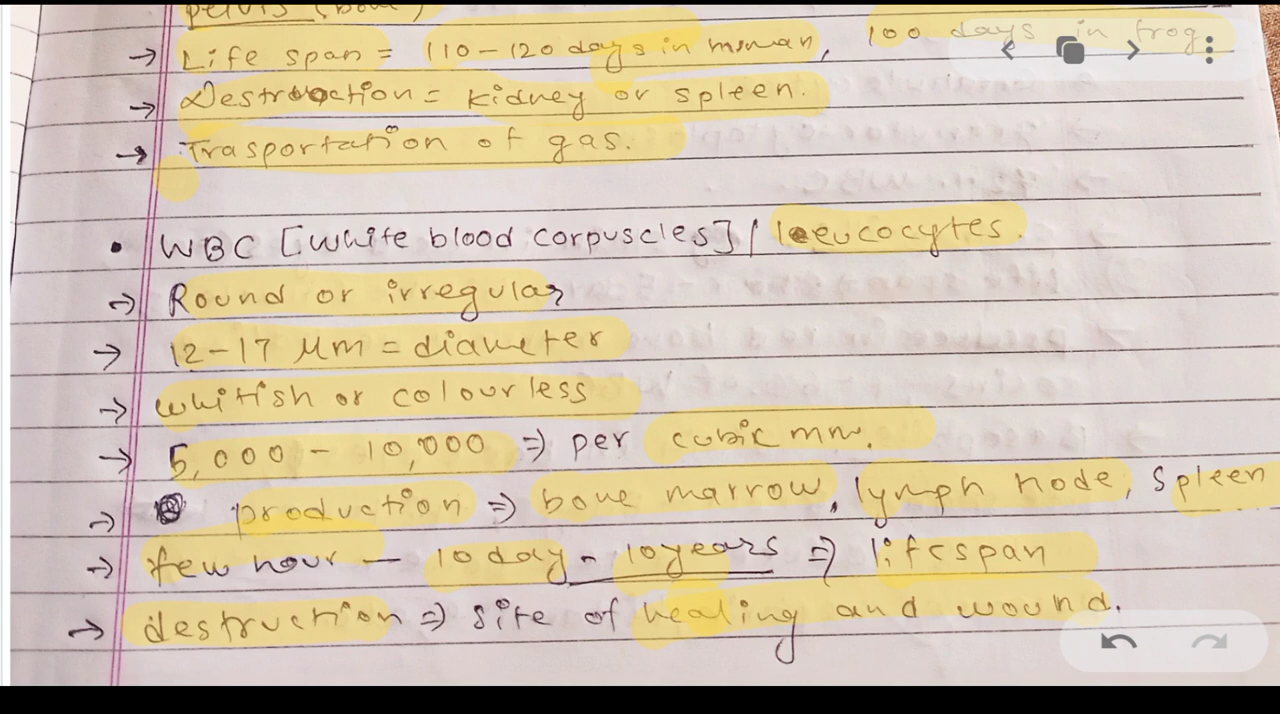 pelvis (bone)
→ Life span = 110-120 days in human, 100 days in frog
→ Destruction = kidney or spleen.
→ Trasportation of gas.
• WBC [White blood corpuscles] / leucocytes.
→ Round or irregular
→ 12-17 μm = diameter
→ whitish or colourless
→ 5,000 - 10,000 ⇒ per cubic mm.
→ production ⇒ bone marrow, lymph node, spleen
→ few hour — 10 day - 10 years ⇒ lifespan
→ destruction ⇒ site of healing and wound.